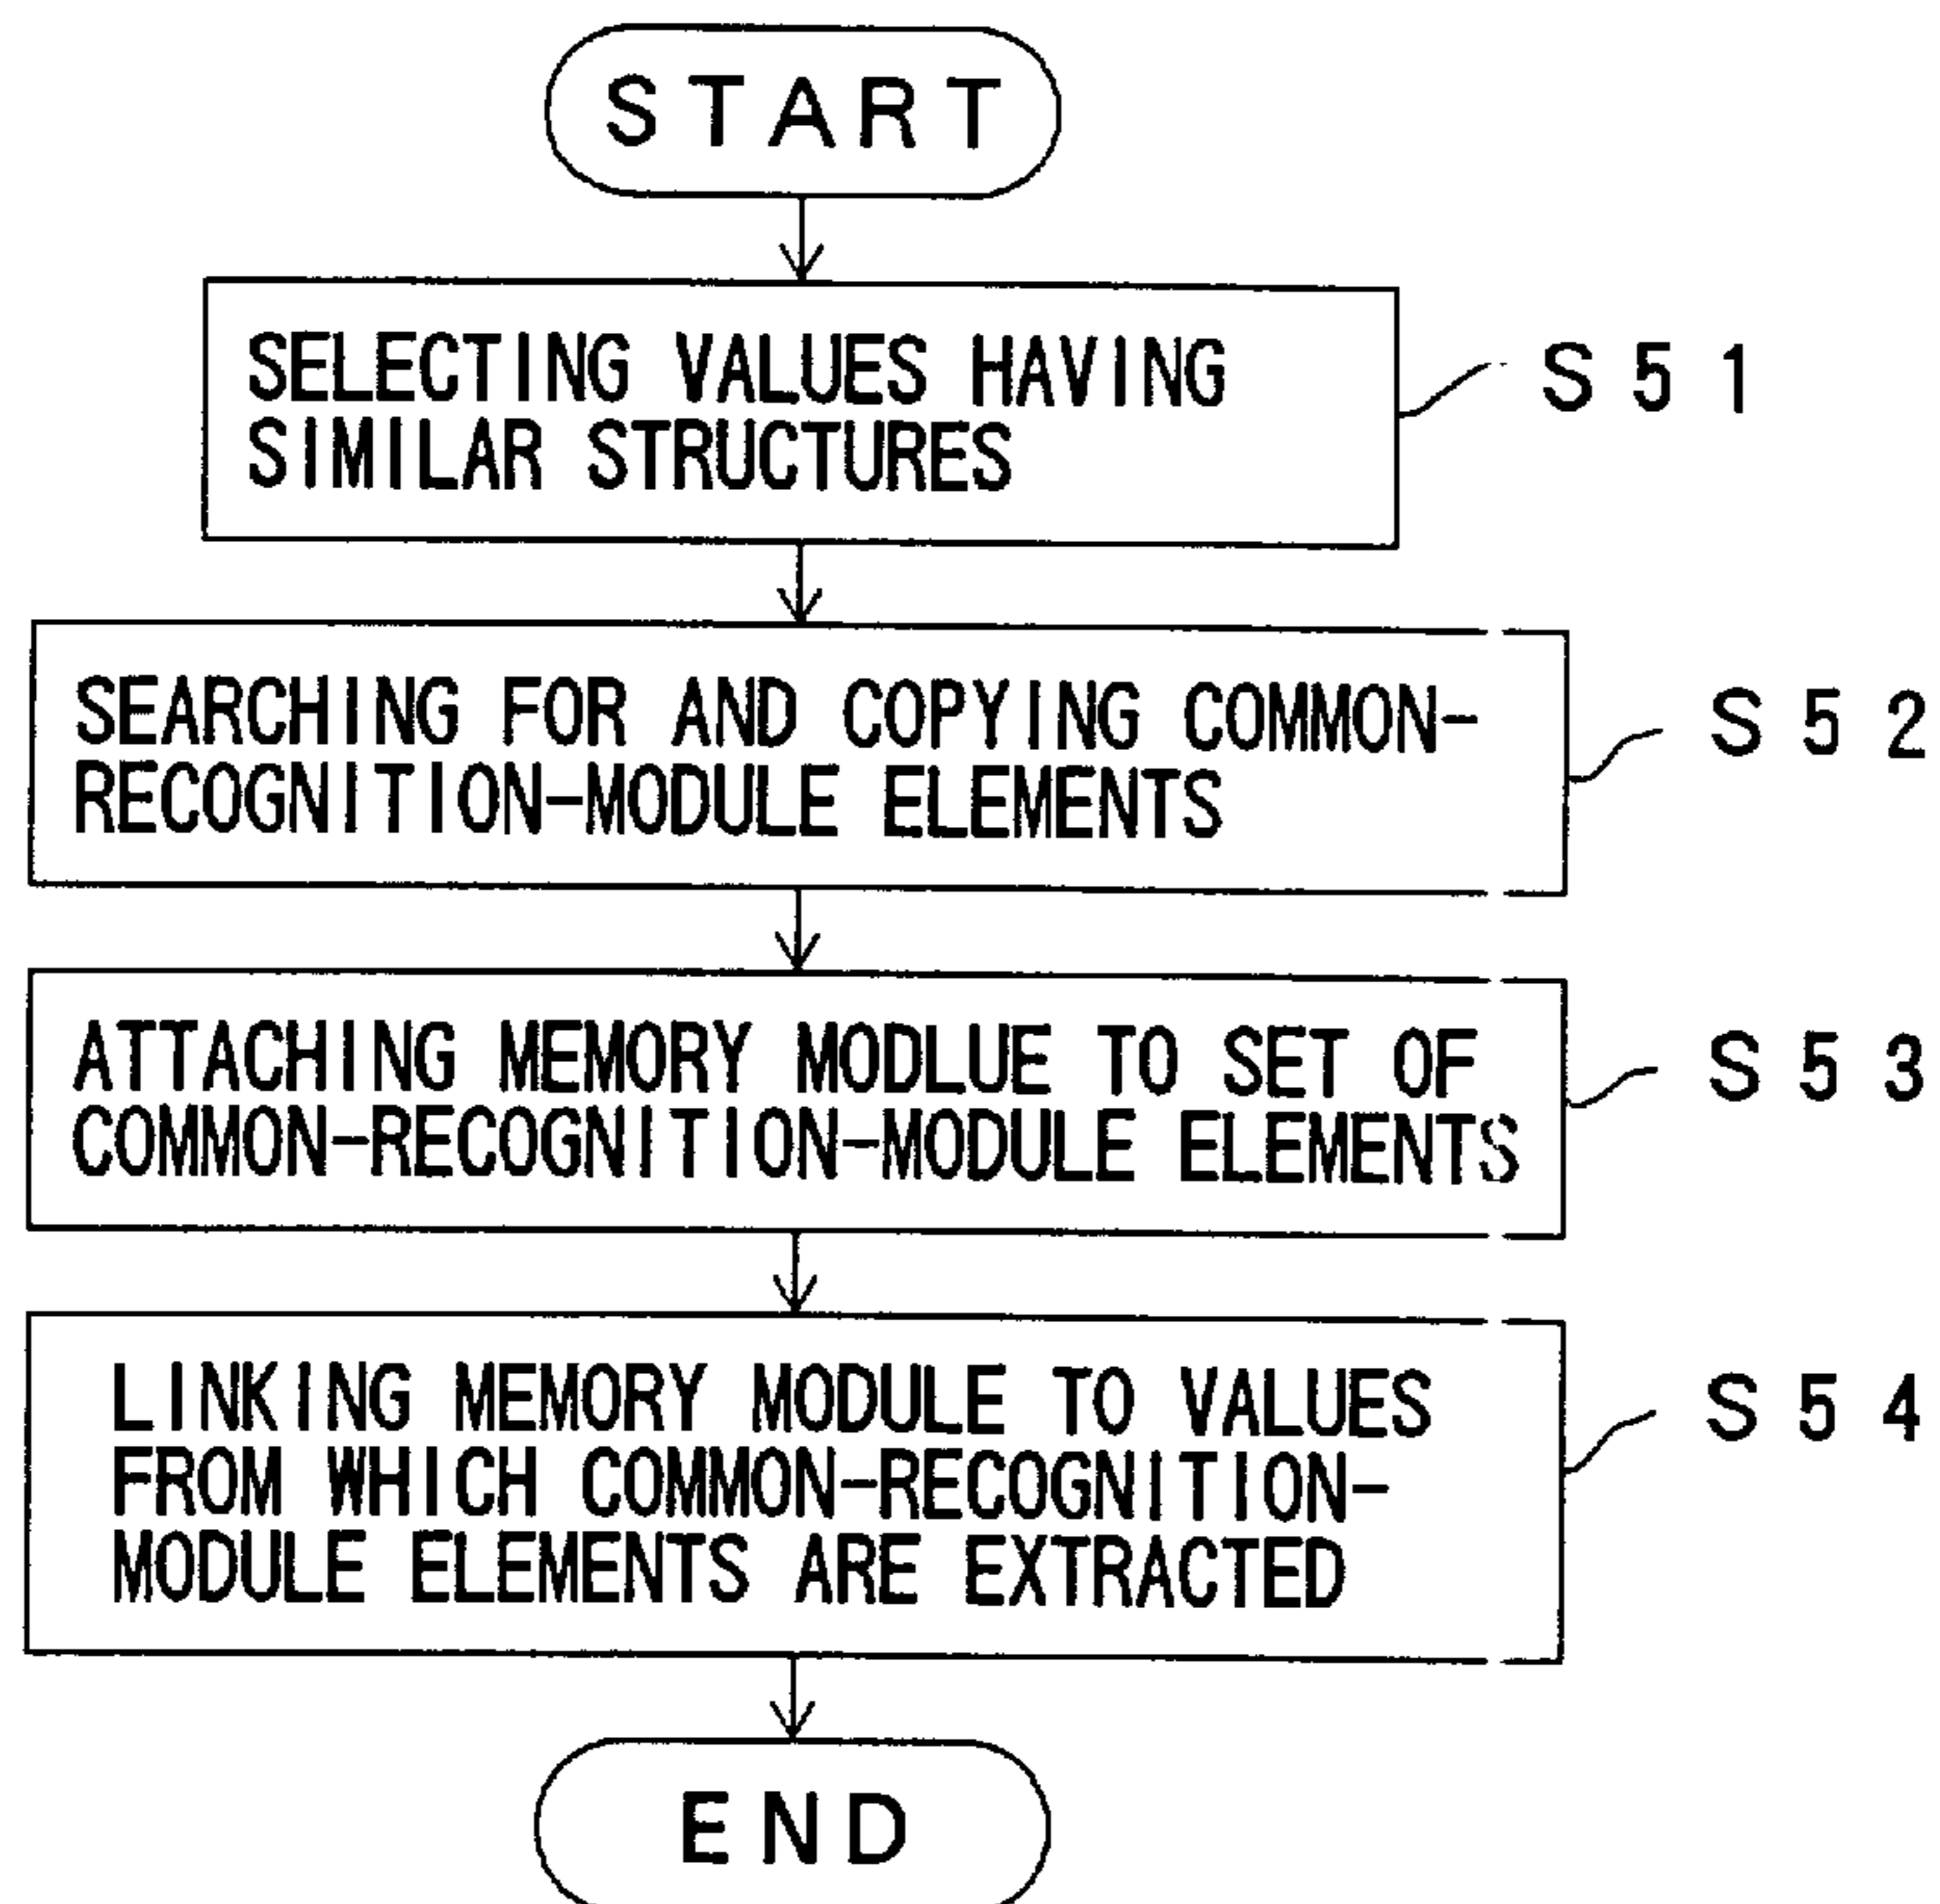 START
SELECTING VALUES HAVING
SIMILAR STRUCTURES
S51
SEARCHING FOR AND COPYING COMMON-
RECOGNITION-MODULE ELEMENTS
S52
ATTACHING MEMORY MODLUE TO SET OF
COMMON-RECOGNITION-MODULE ELEMENTS
S53
LINKING MEMORY MODULE TO VALUES
FROM WHICH COMMON-RECOGNITION-
MODULE ELEMENTS ARE EXTRACTED
S54
END